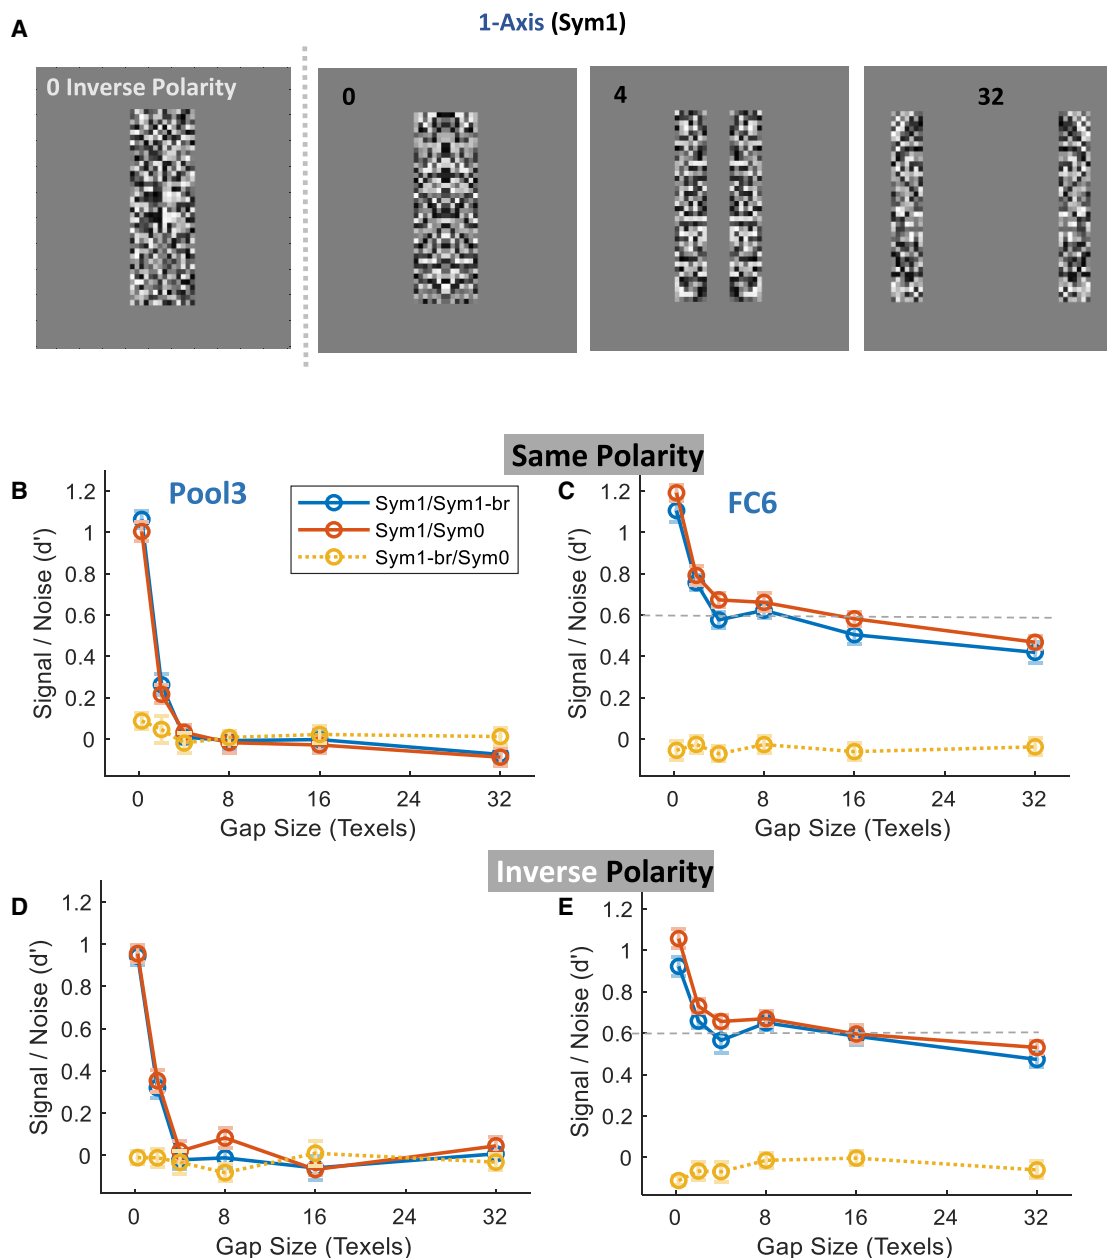 A
1-Axis (Sym1)
0 Inverse Polarity
0
4
32
Same Polarity
B
Pool3
Sym1/Sym1-br
Sym1/Sym0
Sym1-br/Sym0
1.2
1
0.8
0.6
0.4
0.2
0
Signal / Noise (d')
0 8 16 24 32
Gap Size (Texels)
C
FC6
1.2
1
0.8
0.6
0.4
0.2
0
Signal / Noise (d')
0 8 16 24 32
Gap Size (Texels)
Inverse Polarity
D
1.2
1
0.8
0.6
0.4
0.2
0
Signal / Noise (d')
0 8 16 24 32
Gap Size (Texels)
E
1.2
1
0.8
0.6
0.4
0.2
0
Signal / Noise (d')
0 8 16 24 32
Gap Size (Texels)